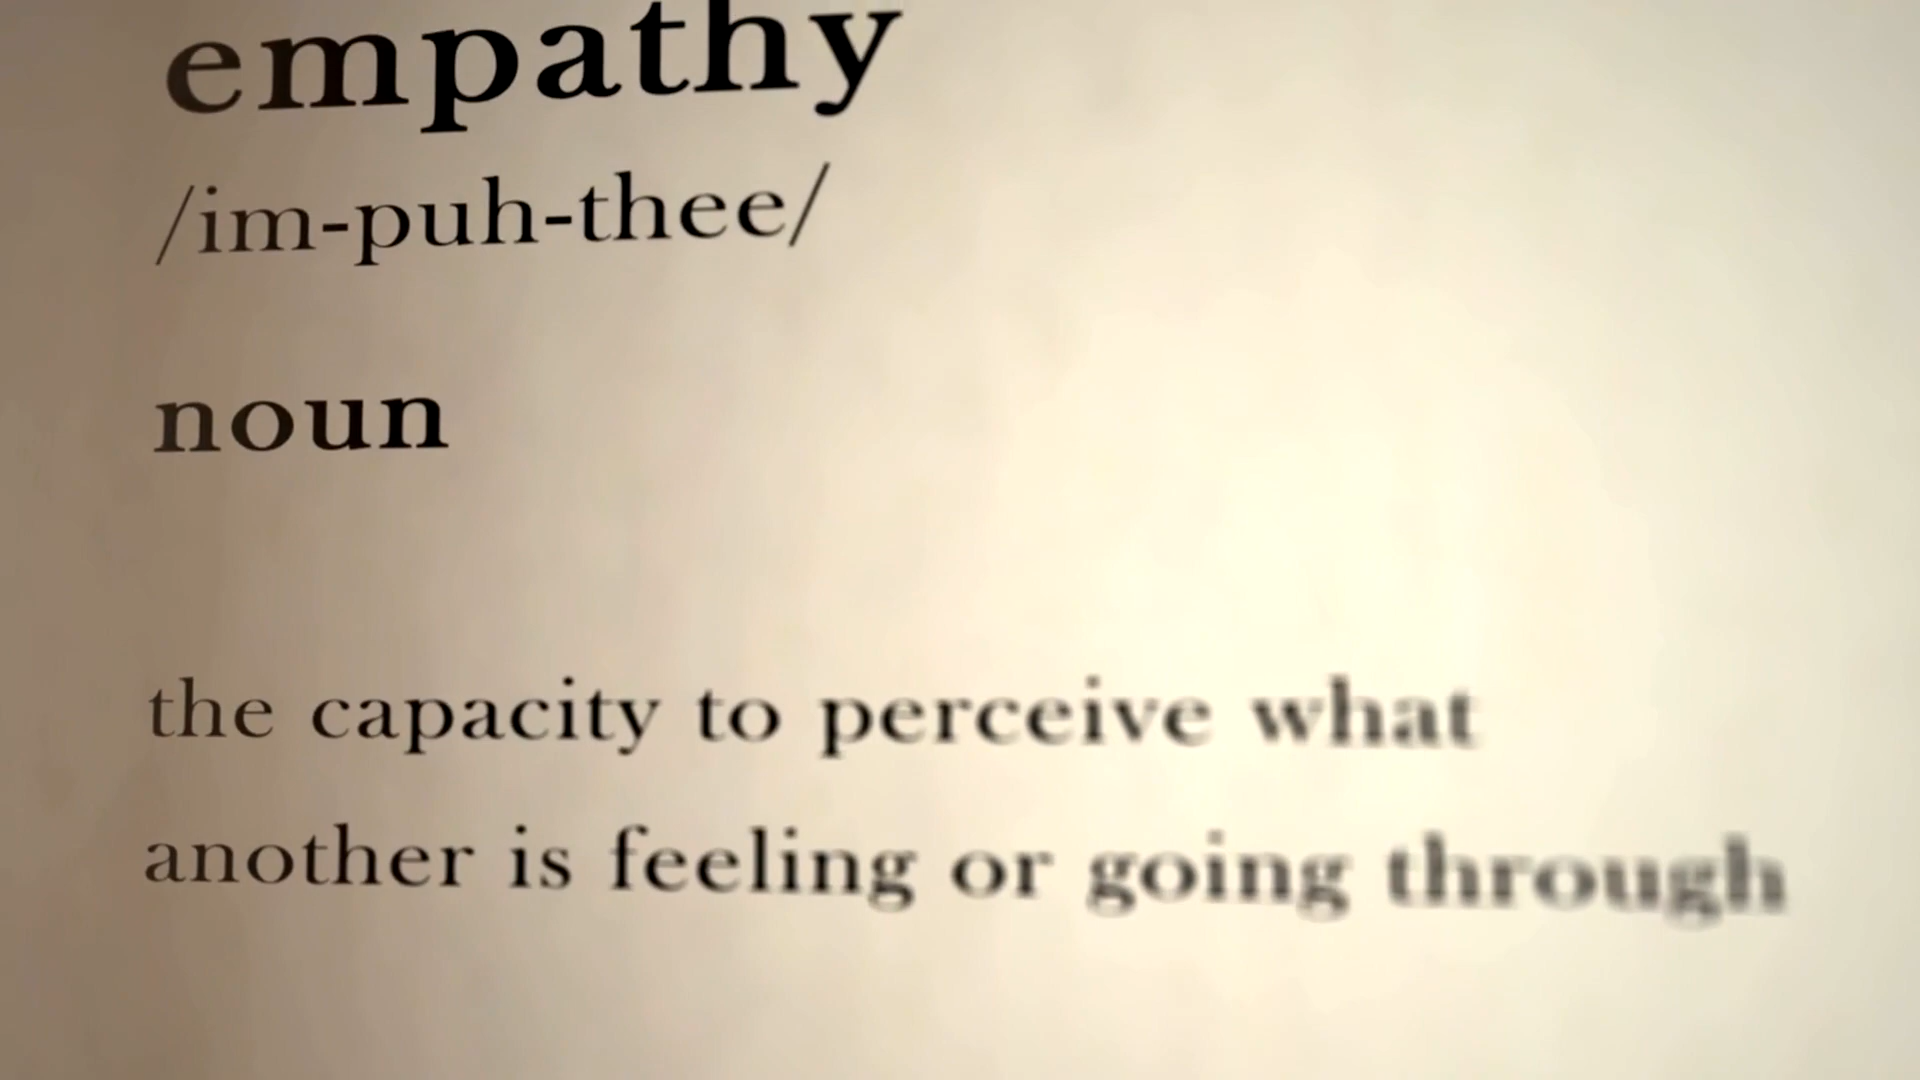 empathy
/im-puh-thee/
noun
the capacity to perceive what
another is feeling or going through